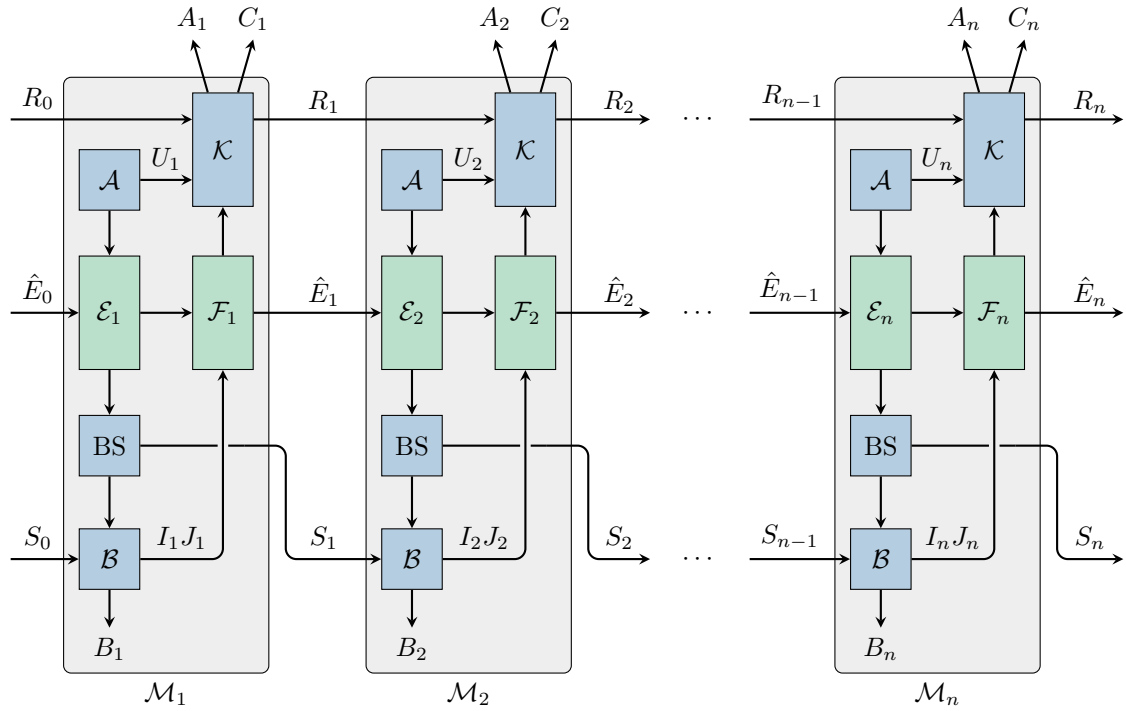 A₁ C₁ A₂ C₂ Aₙ Cₙ
R₀ 𝒦 R₁ 𝒦 R₂ ··· Rₙ₋₁ 𝒦 Rₙ
𝒜 U₁ 𝒜 U₂ 𝒜 Uₙ
Ê₀ ℰ₁ ℱ₁ Ê₁ ℰ₂ ℱ₂ Ê₂ ··· Êₙ₋₁ ℰₙ ℱₙ Êₙ
BS BS BS
S₀ ℬ I₁J₁ S₁ ℬ I₂J₂ S₂ ··· Sₙ₋₁ ℬ IₙJₙ Sₙ
B₁ B₂ Bₙ
ℳ₁ ℳ₂ ℳₙ